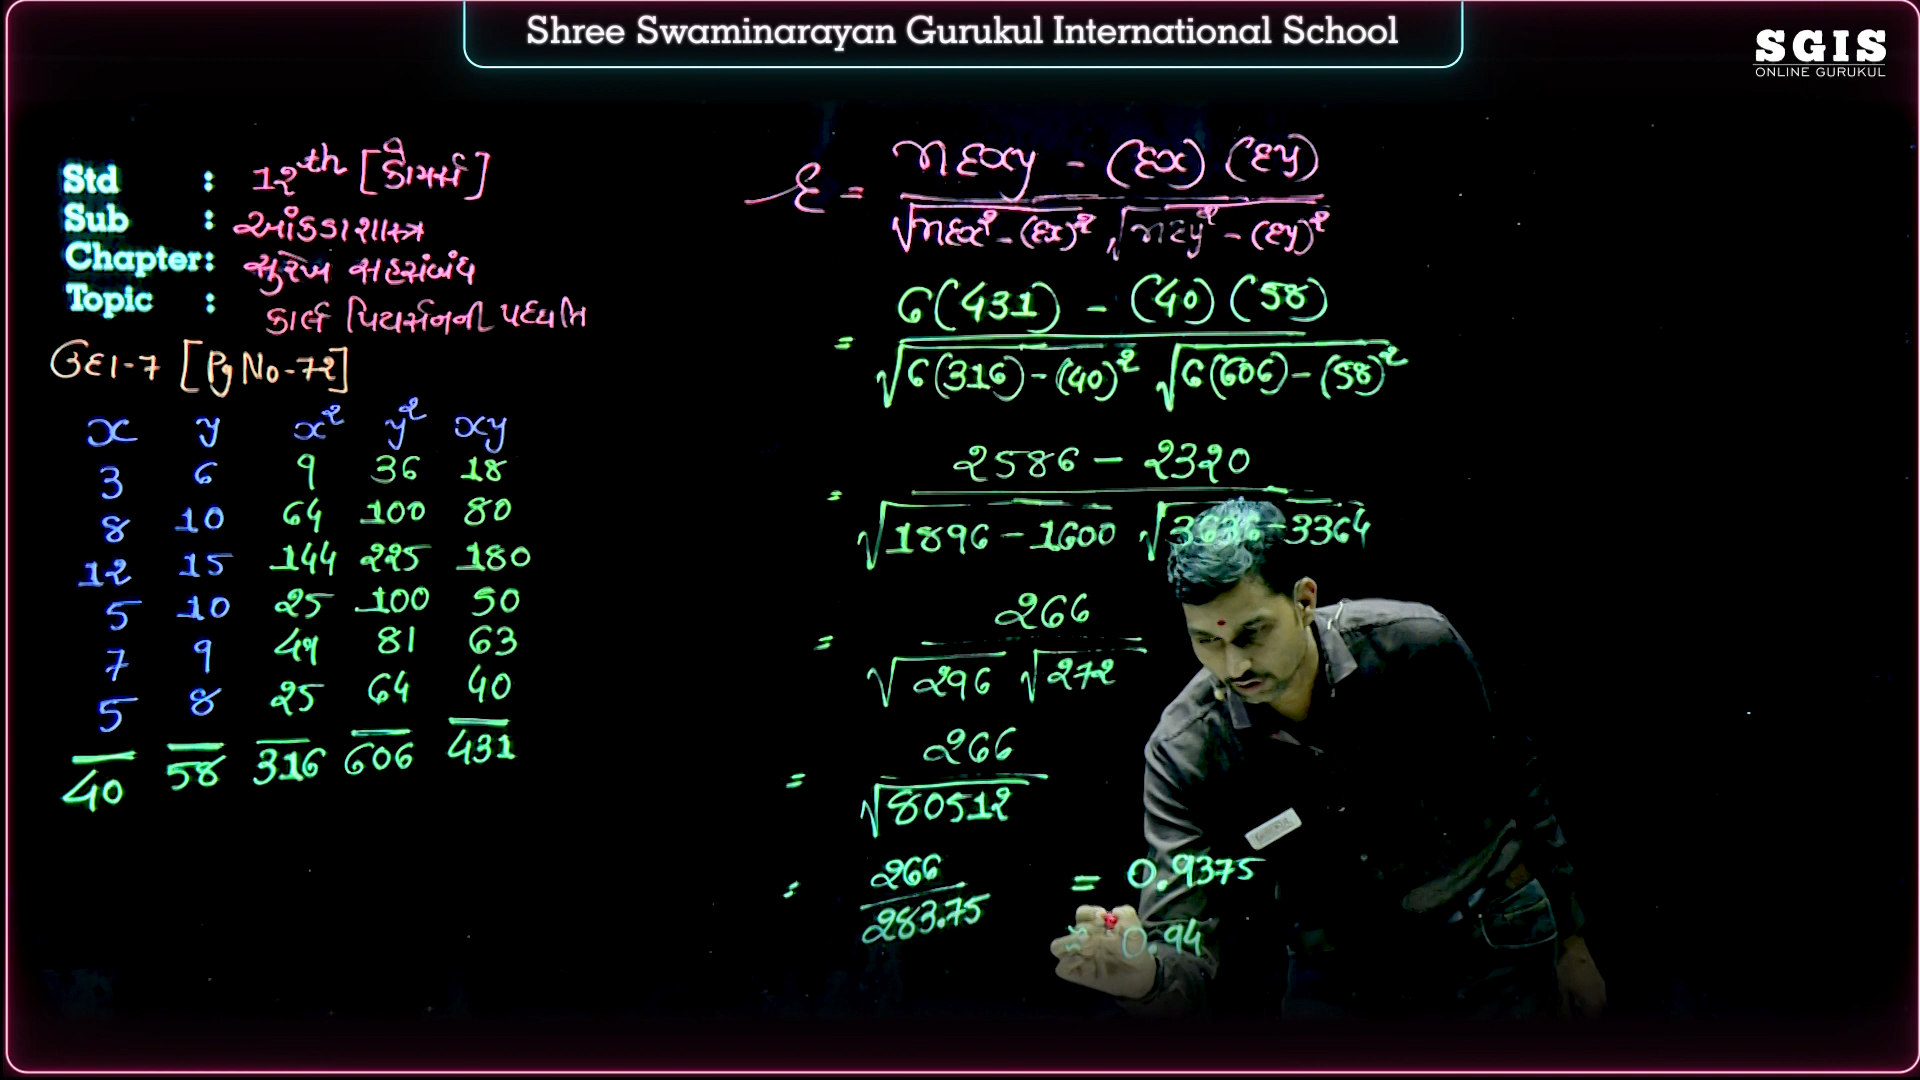 Shree Swaminarayan Gurukul International School
SGIS
ONLINE GURUKUL
Std : 12th [કોમર્સ]
Sub : આંકડાશાસ્ત્ર
Chapter: સુરેખ સહસંબંધ
Topic : કાર્લ પિયર્સનની પદ્ધતિ
ઉદા-7 [Pg No-72]
x y x² y² xy
3 6 9 36 18
8 10 64 100 80
12 15 144 225 180
5 10 25 100 50
7 9 49 81 63
5 8 25 64 40
40 58 316 606 431
r = nΣxy - (Σx) (Σy)
√nΣx² - (Σx)² √nΣy² - (Σy)²
= 6(431) - (40) (58)
√6(316) - (40)² √6(606) - (58)²
= 2586 - 2320
√1896 - 1600 √3636 - 3364
= 266
√296 √272
= 266
√80512
= 266
283.75
= 0.9375
≈ 0.94